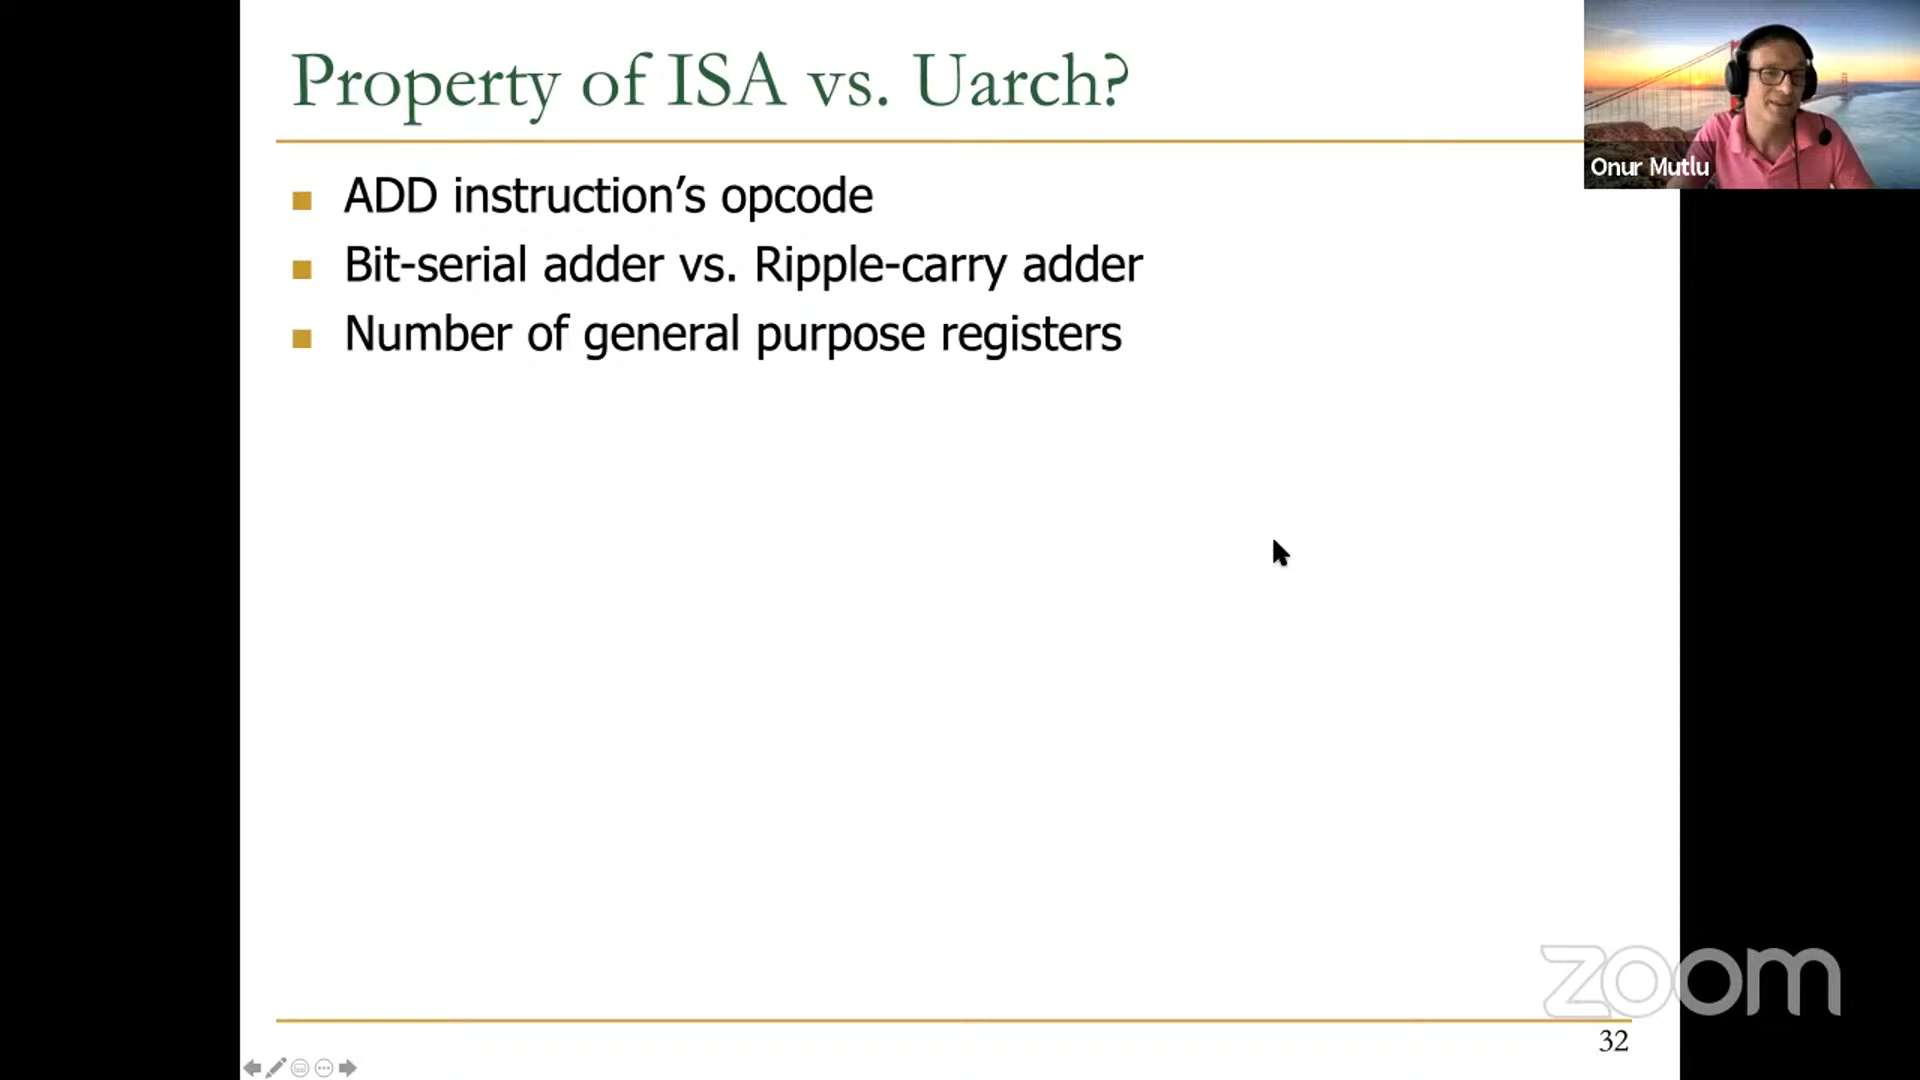 Property of ISA vs. Uarch?
ADD instruction’s opcode
Bit-serial adder vs. Ripple-carry adder
Number of general purpose registers
Onur Mutlu
zoom
32